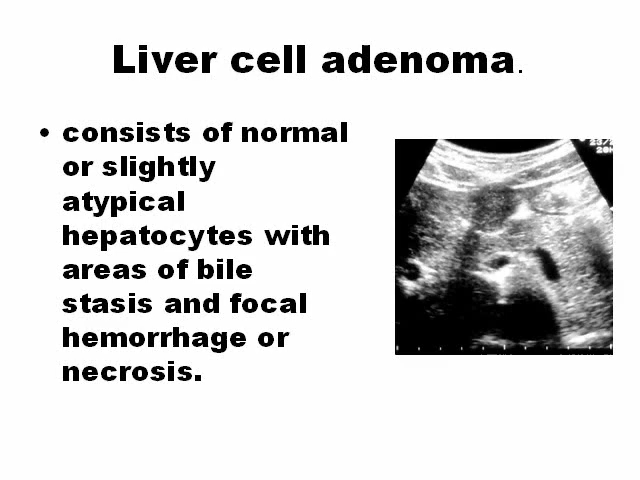 Liver cell adenoma.
• consists of normal
or slightly
atypical
hepatocytes with
areas of bile
stasis and focal
hemorrhage or
necrosis.